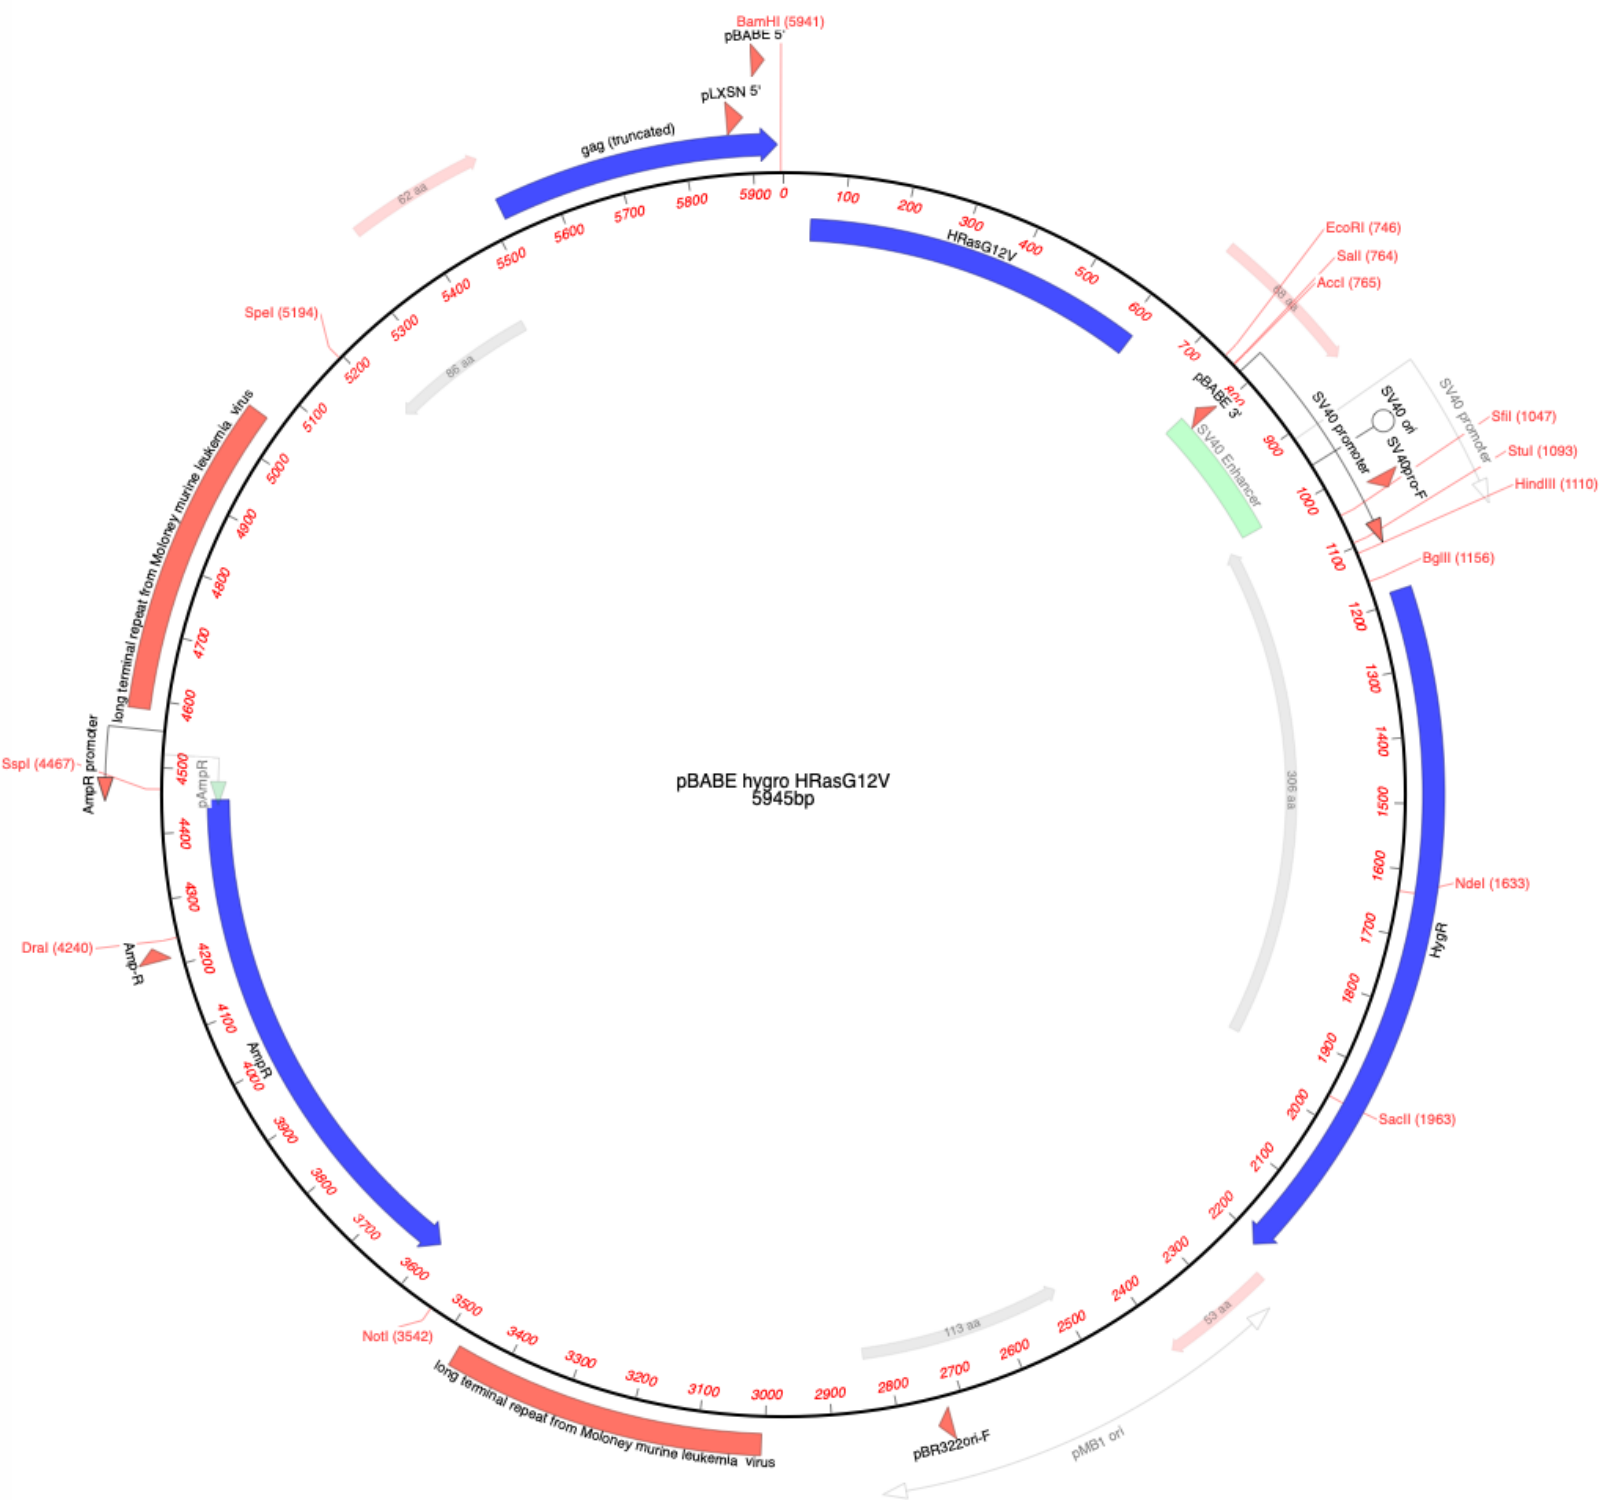 BamHI (5941)
pBABE 5'
pLXSN 5'
gag (truncated)
62 aa
5900
0
100
200
300
400
500
600
700
800
900
1000
1100
1200
1300
1400
1500
1600
1700
1800
1900
2000
2100
2200
2300
2400
2500
2600
2700
2800
2900
3000
3100
3200
3300
3400
3500
3600
3700
3800
3900
4000
4100
4200
4300
4400
4500
4600
4700
4800
4900
5000
5100
5200
5300
5400
5500
5600
5700
5800
HRasG12V
EcoRI (746)
SalI (764)
AccI (765)
68 aa
pBABE 3'
SV40 Enhancer
SV40 promoter
SV40 ori
SV40pro-F
SV40 promoter
SfiI (1047)
StuI (1093)
HindIII (1110)
BglII (1156)
306 aa
NdeI (1633)
HygR
SacII (1963)
53 aa
pMB1 ori
113 aa
pBR322ori-F
long terminal repeat from Moloney murine leukemia virus
NotI (3542)
AmpR
Amp-R
DraI (4240)
pAmpR
SspI (4467)
AmpR promoter
long terminal repeat from Moloney murine leukemia virus
SpeI (5194)
86 aa
pBABE hygro HRasG12V
5945bp